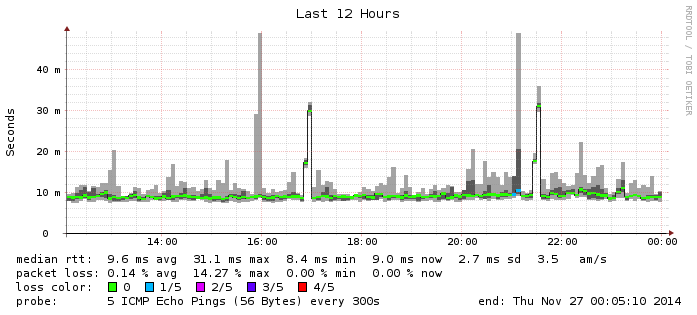 Last 12 Hours
RRDTOOL / TOBI OETIKER
Seconds
40 m
30 m
20 m
10 m
0
14:00 16:00 18:00 20:00 22:00 00:00
median rtt: 9.6 ms avg 31.1 ms max 8.4 ms min 9.0 ms now 2.7 ms sd 3.5 am/s
packet loss: 0.14 % avg 14.27 % max 0.00 % min 0.00 % now
loss color: 0 1/5 2/5 3/5 4/5
probe: 5 ICMP Echo Pings (56 Bytes) every 300s end: Thu Nov 27 00:05:10 2014